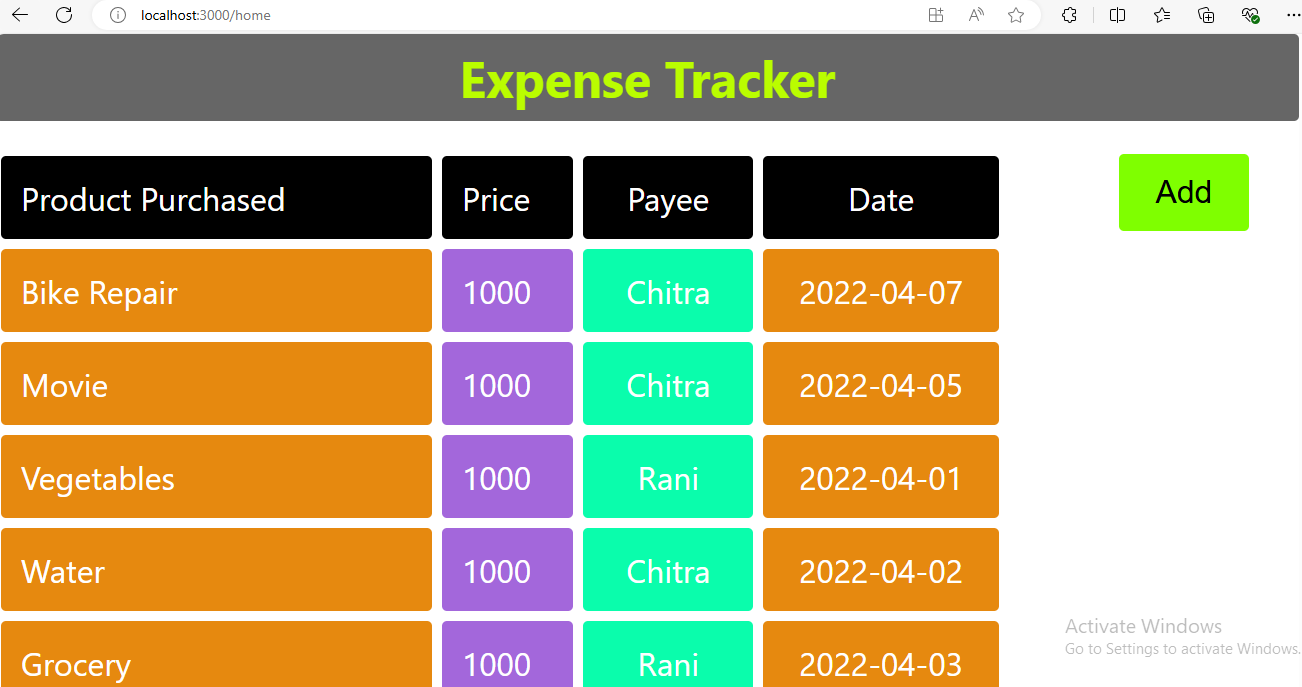 localhost:3000/home
Expense Tracker
Product Purchased Price Payee Date Add
Bike Repair 1000 Chitra 2022-04-07
Movie 1000 Chitra 2022-04-05
Vegetables 1000 Rani 2022-04-01
Water 1000 Chitra 2022-04-02
Grocery 1000 Rani 2022-04-03
Activate Windows
Go to Settings to activate Windows.